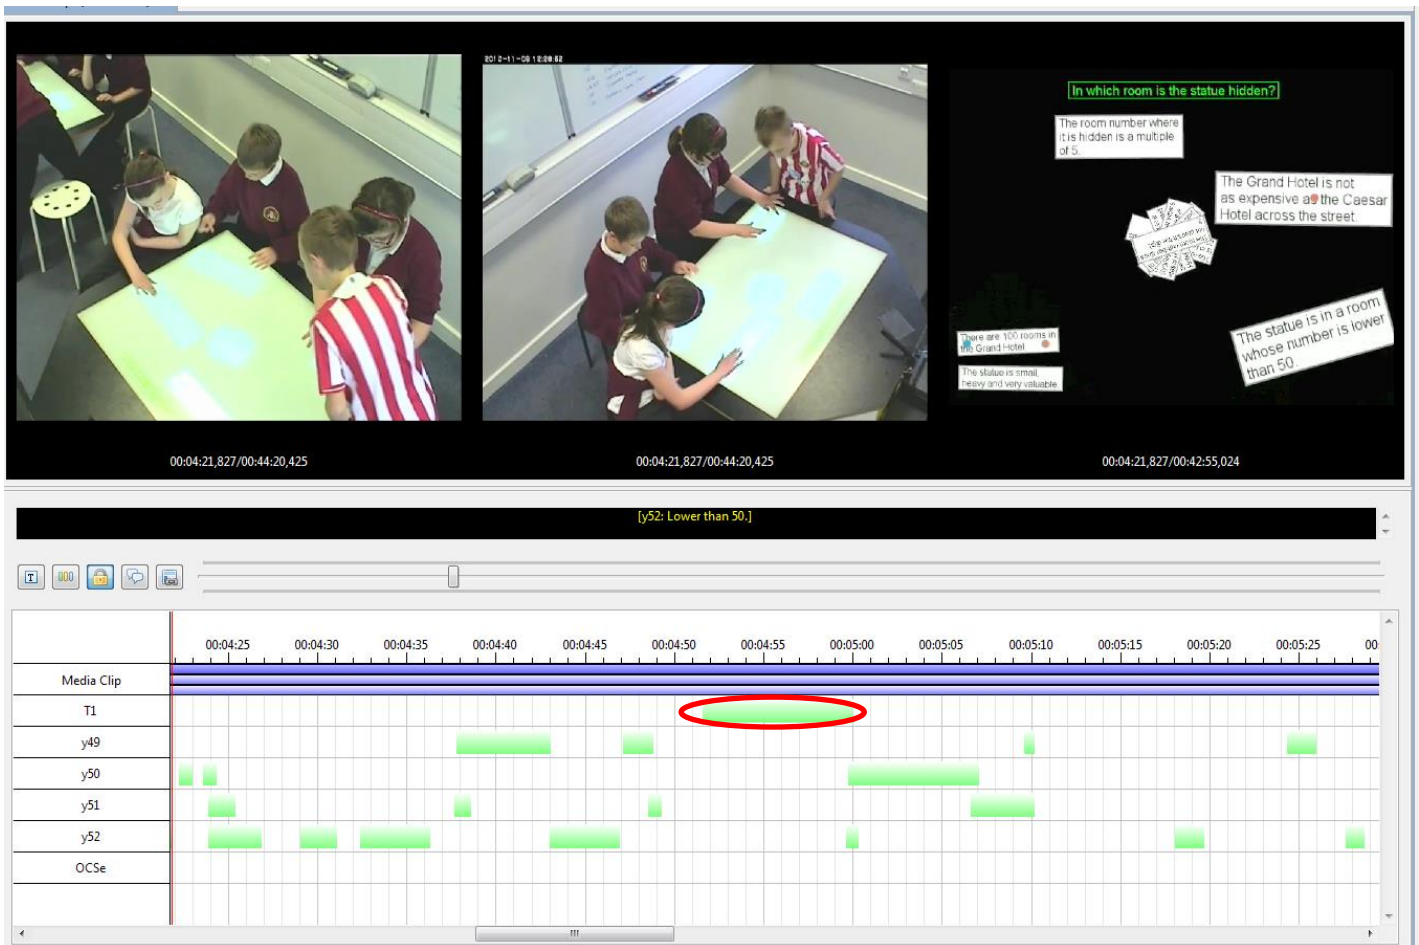 2012-11-08 12:20:52
In which room is the statue hidden?
The room number where
it is hidden is a multiple
of 5.
The Grand Hotel is not
as expensive as the Caesar
Hotel across the street.
The statue is in a room
whose number is lower
than 50.
There are 100 rooms in
the Grand Hotel
The statue is small,
heavy and very valuable
00:04:21,827/00:44:20,425
00:04:21,827/00:44:20,425
00:04:21,827/00:42:55,024
[y52: Lower than 50.]
T
00:04:25 00:04:30 00:04:35 00:04:40 00:04:45 00:04:50 00:04:55 00:05:00 00:05:05 00:05:10 00:05:15 00:05:20 00:05:25 00:
Media Clip
T1
y49
y50
y51
y52
OCSe